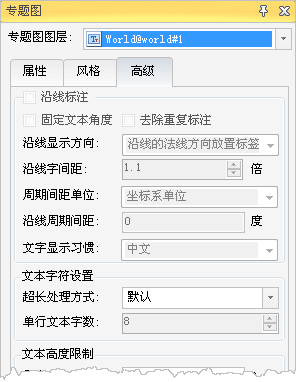 专题图
专题图图层: World@world#1
属性 风格 高级
沿线标注
固定文本角度 去除重复标注
沿线显示方向: 沿线的法线方向放置标签
沿线字间距: 1.1 倍
周期间距单位: 坐标系单位
沿线周期间距: 0 度
文字显示习惯: 中文
文本字符设置
超长处理方式: 默认
单行文本字数: 8
文本高度限制